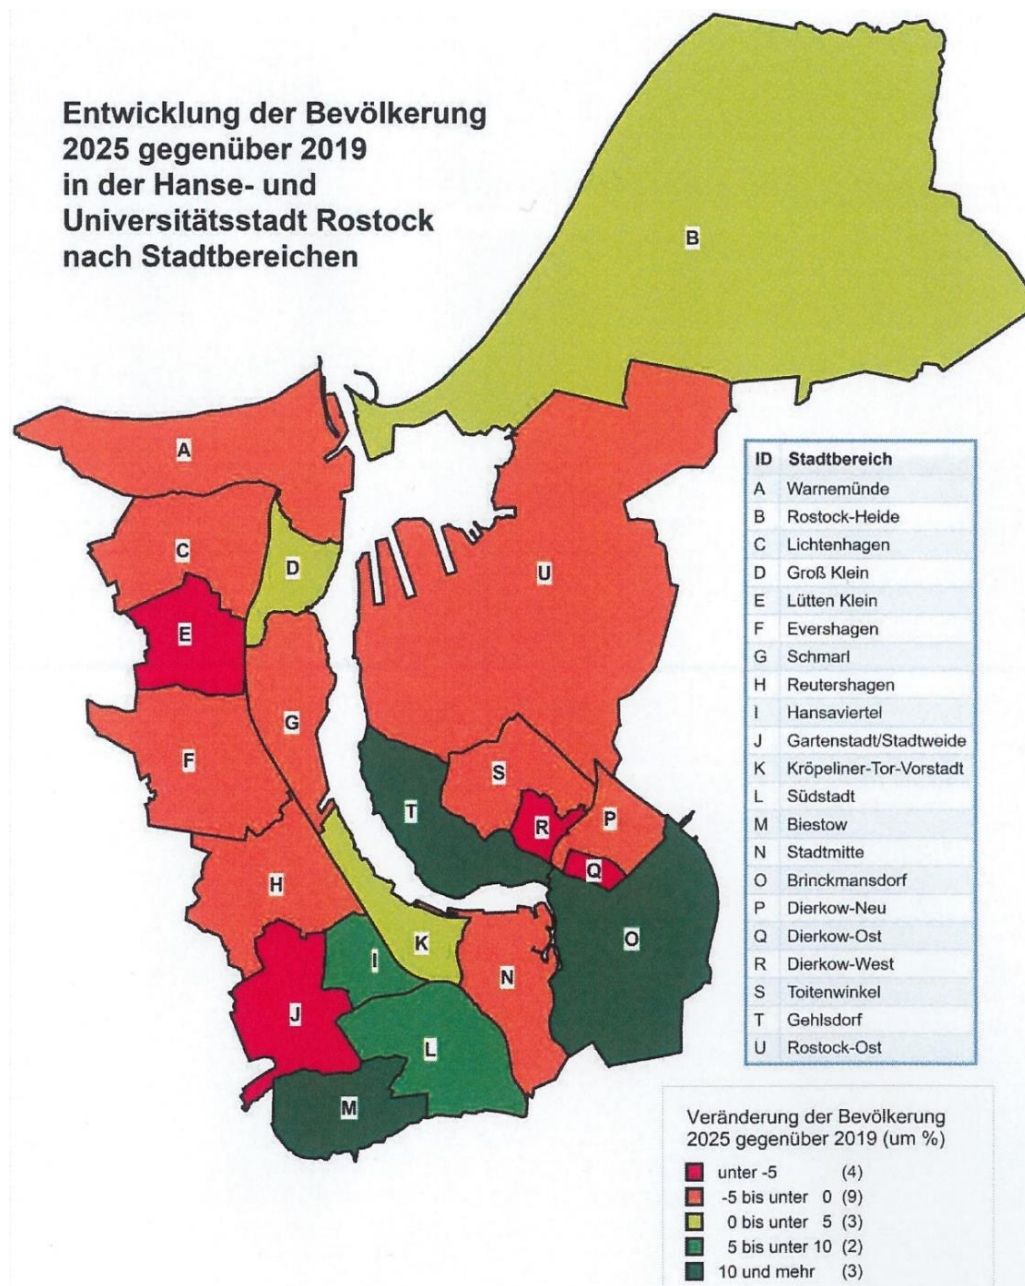 Entwicklung der Bevölkerung
2025 gegenüber 2019
in der Hanse- und
Universitätsstadt Rostock
nach Stadtbereichen
B
A
C
D
E
U
G
F
S
T
R
P
Q
H
K
I
N
O
J
L
M
ID Stadtbereich
A Warnemünde
B Rostock-Heide
C Lichtenhagen
D Groß Klein
E Lütten Klein
F Evershagen
G Schmarl
H Reutershagen
I Hansaviertel
J Gartenstadt/Stadtweide
K Kröpeliner-Tor-Vorstadt
L Südstadt
M Biestow
N Stadtmitte
O Brinckmansdorf
P Dierkow-Neu
Q Dierkow-Ost
R Dierkow-West
S Toitenwinkel
T Gehlsdorf
U Rostock-Ost
Veränderung der Bevölkerung
2025 gegenüber 2019 (um %)
unter -5 (4)
-5 bis unter 0 (9)
0 bis unter 5 (3)
5 bis unter 10 (2)
10 und mehr (3)